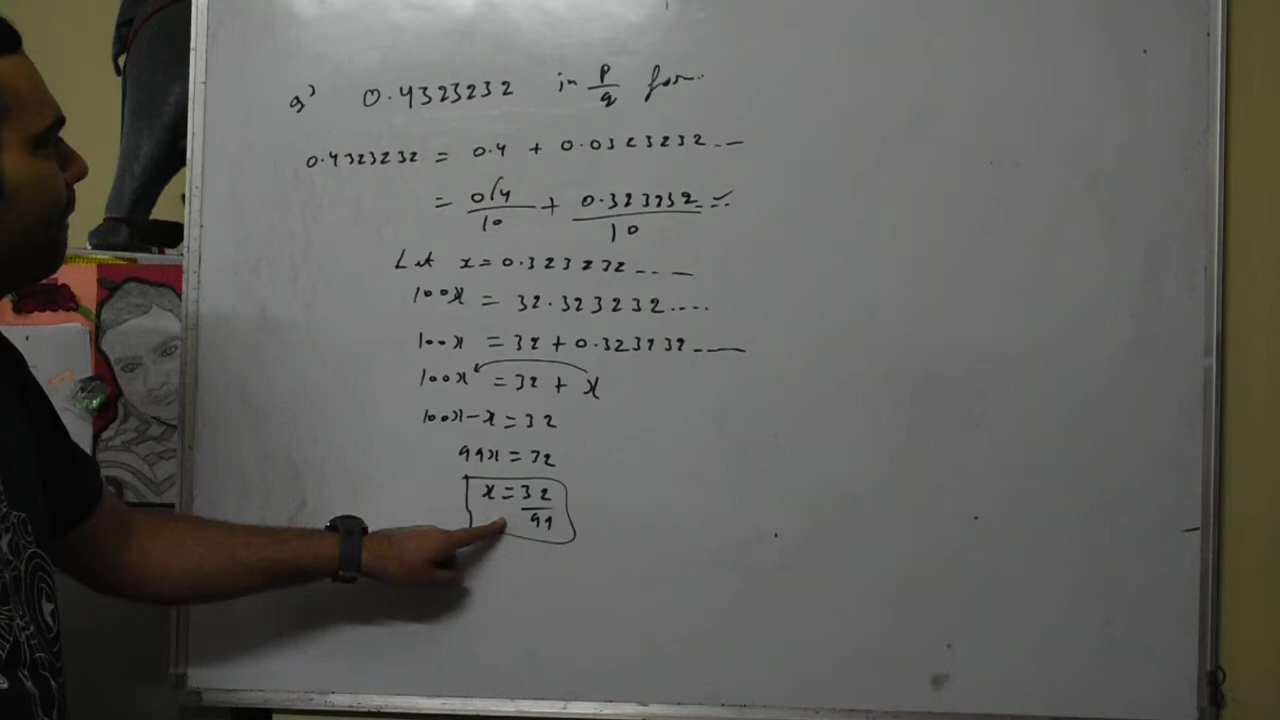 Q) 0.4323232 in p/q form
0.4323232 = 0.4 + 0.0323232...
= 04/10 + 0.323232.../10
Let x = 0.323232....
100x = 32.323232....
100x = 32 + 0.323232...
100x = 32 + x
100x - x = 32
99x = 32
x = 32/99